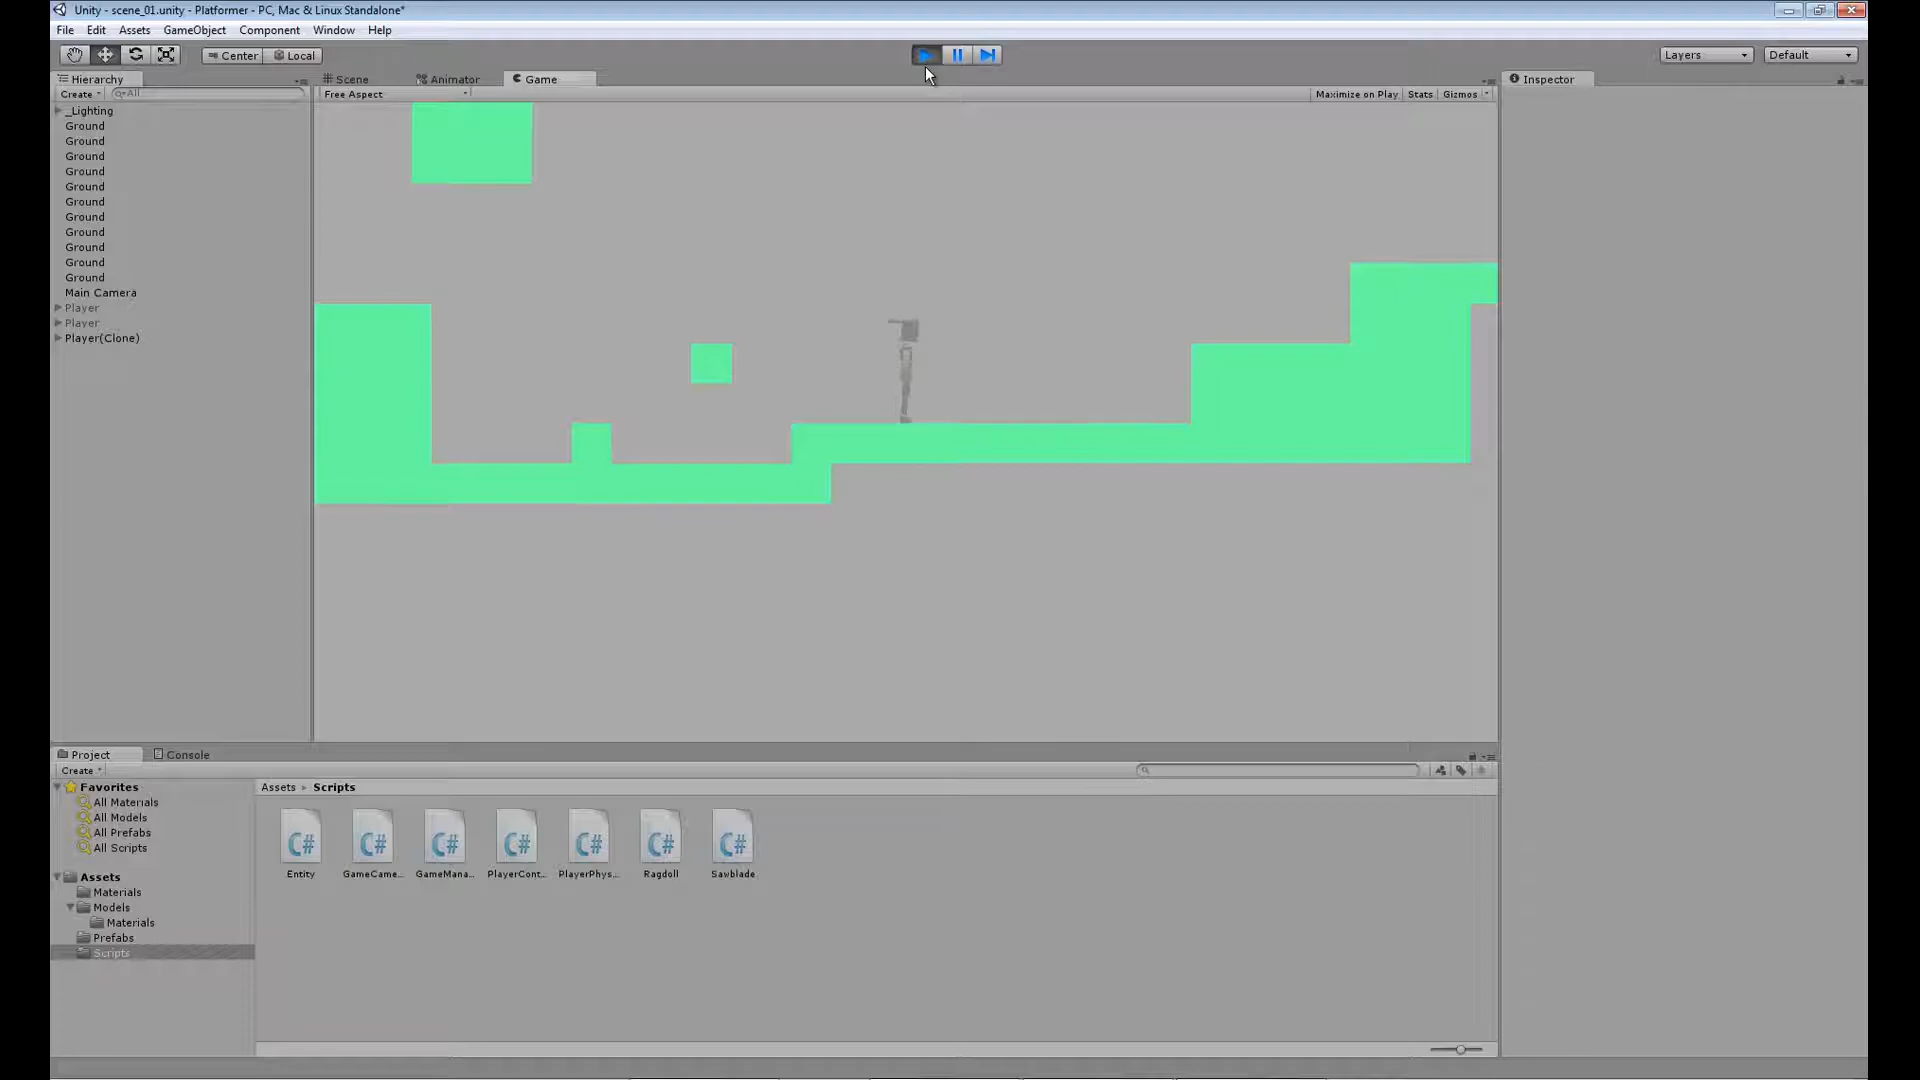 Unity - scene_01.unity - Platformer - PC, Mac & Linux Standalone*
File Edit Assets GameObject Component Window Help
Center Local
Layers Default
Hierarchy
Scene Animator Game
Inspector
Create All
Free Aspect
Maximize on Play Stats Gizmos
_Lighting
Ground
Ground
Ground
Ground
Ground
Ground
Ground
Ground
Ground
Ground
Ground
Main Camera
Player
Player
Player(Clone)
Project Console
Create
Favorites
All Materials
All Models
All Prefabs
All Scripts
Assets
Materials
Models
Materials
Prefabs
Scripts
Assets Scripts
C# C# C# C# C# C# C#
Entity GameCame... GameMana... PlayerCont... PlayerPhys... Ragdoll Sawblade